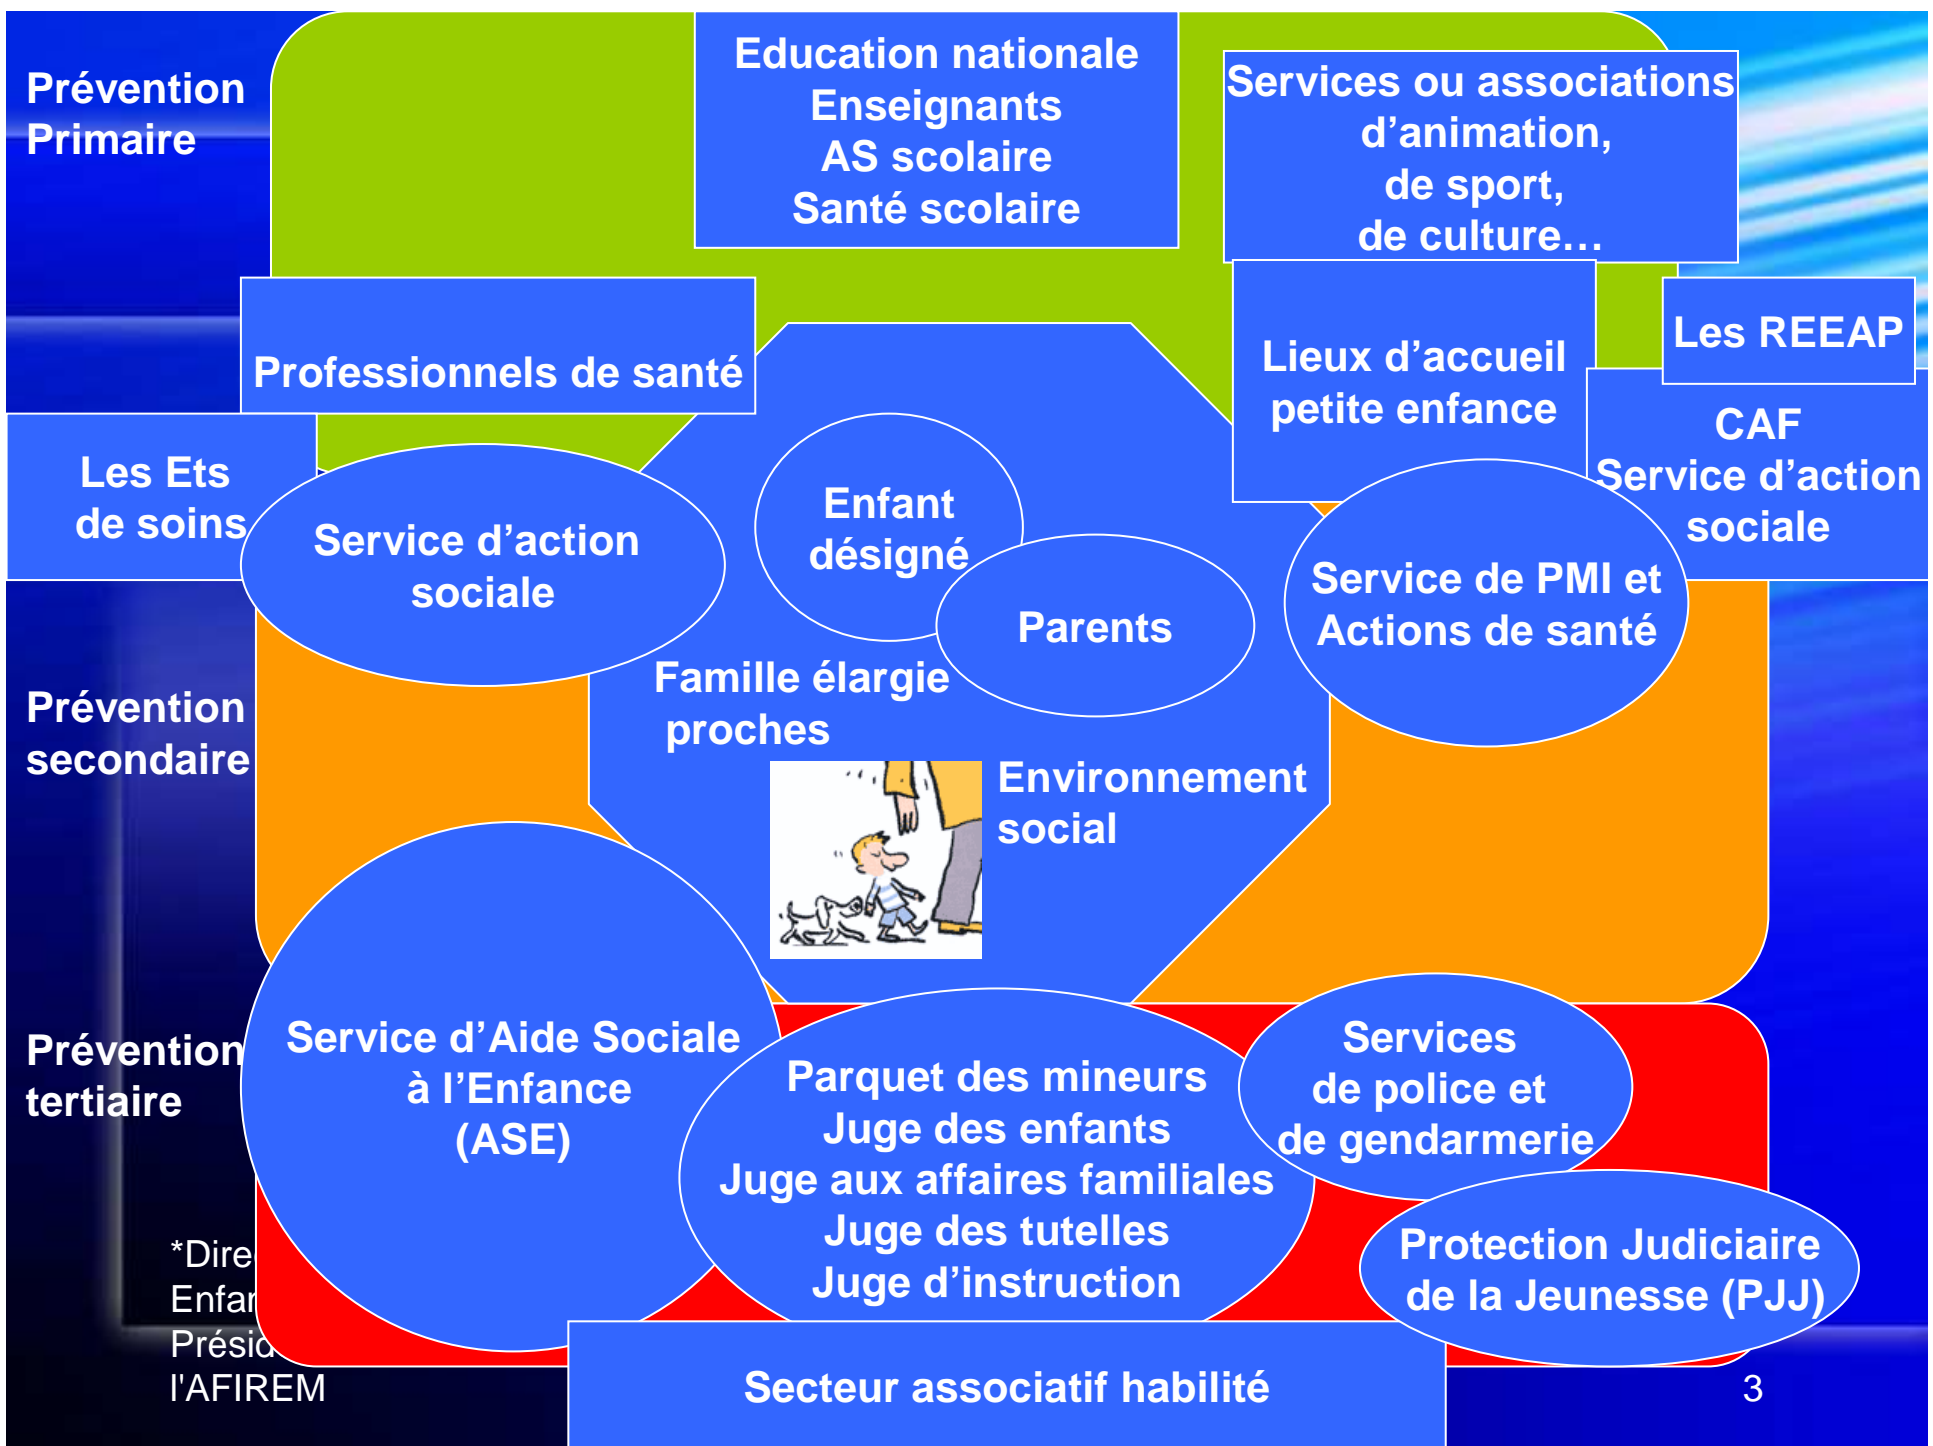 Prévention
Primaire
Education nationale
Enseignants
AS scolaire
Santé scolaire
Services ou associations
d’animation,
de sport,
de culture…
Professionnels de santé
Lieux d’accueil
petite enfance
Les REEAP
CAF
Service d’action
sociale
Les Ets
de soins
Service d’action
sociale
Enfant
désigné
Parents
Service de PMI et
Actions de santé
Famille élargie
proches
Environnement
social
Prévention
secondaire
Prévention
tertiaire
Service d’Aide Sociale
à l’Enfance
(ASE)
Parquet des mineurs
Juge des enfants
Juge aux affaires familiales
Juge des tutelles
Juge d’instruction
Services
de police et
de gendarmerie
Protection Judiciaire
de la Jeunesse (PJJ)
l'AFIREM
Secteur associatif habilité
3